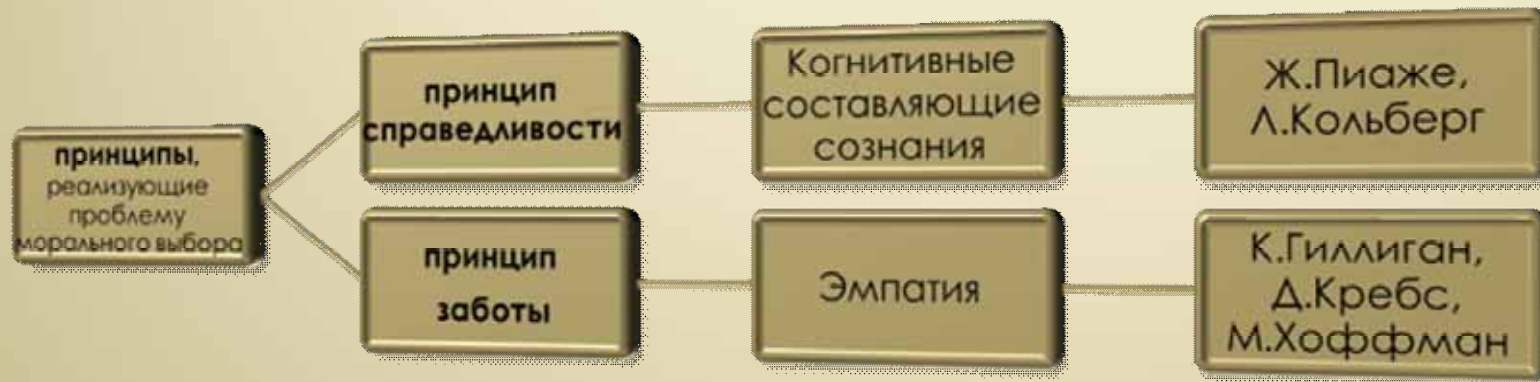 принципы,
реализующие
проблему
морального выбора
принцип
справедливости
Когнитивные
составляющие
сознания
Ж.Пиаже,
Л.Кольберг
принцип
заботы
Эмпатия
К.Гиллиган,
Д.Кребс,
М.Хоффман